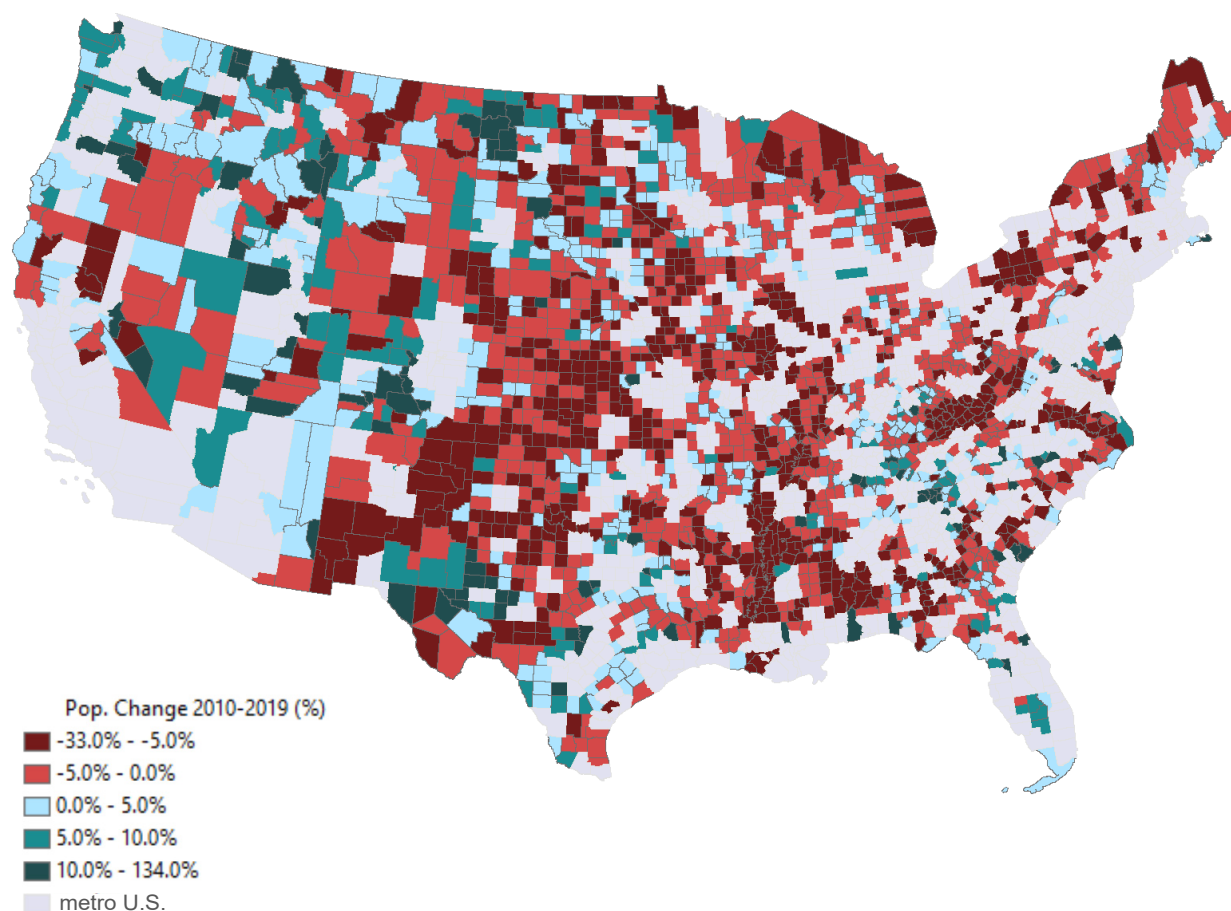 Pop. Change 2010-2019 (%)
-33.0% - -5.0%
-5.0% - 0.0%
0.0% - 5.0%
5.0% - 10.0%
10.0% - 134.0%
metro U.S.